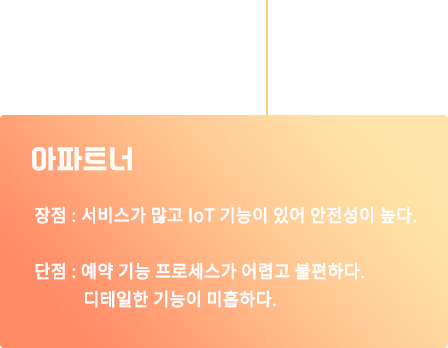 아파트너
장점 : 서비스가 많고 IoT 기능이 있어 안전성이 높다.
단점 : 예약 기능 프로세스가 어렵고 불편하다.
디테일한 기능이 미흡하다.